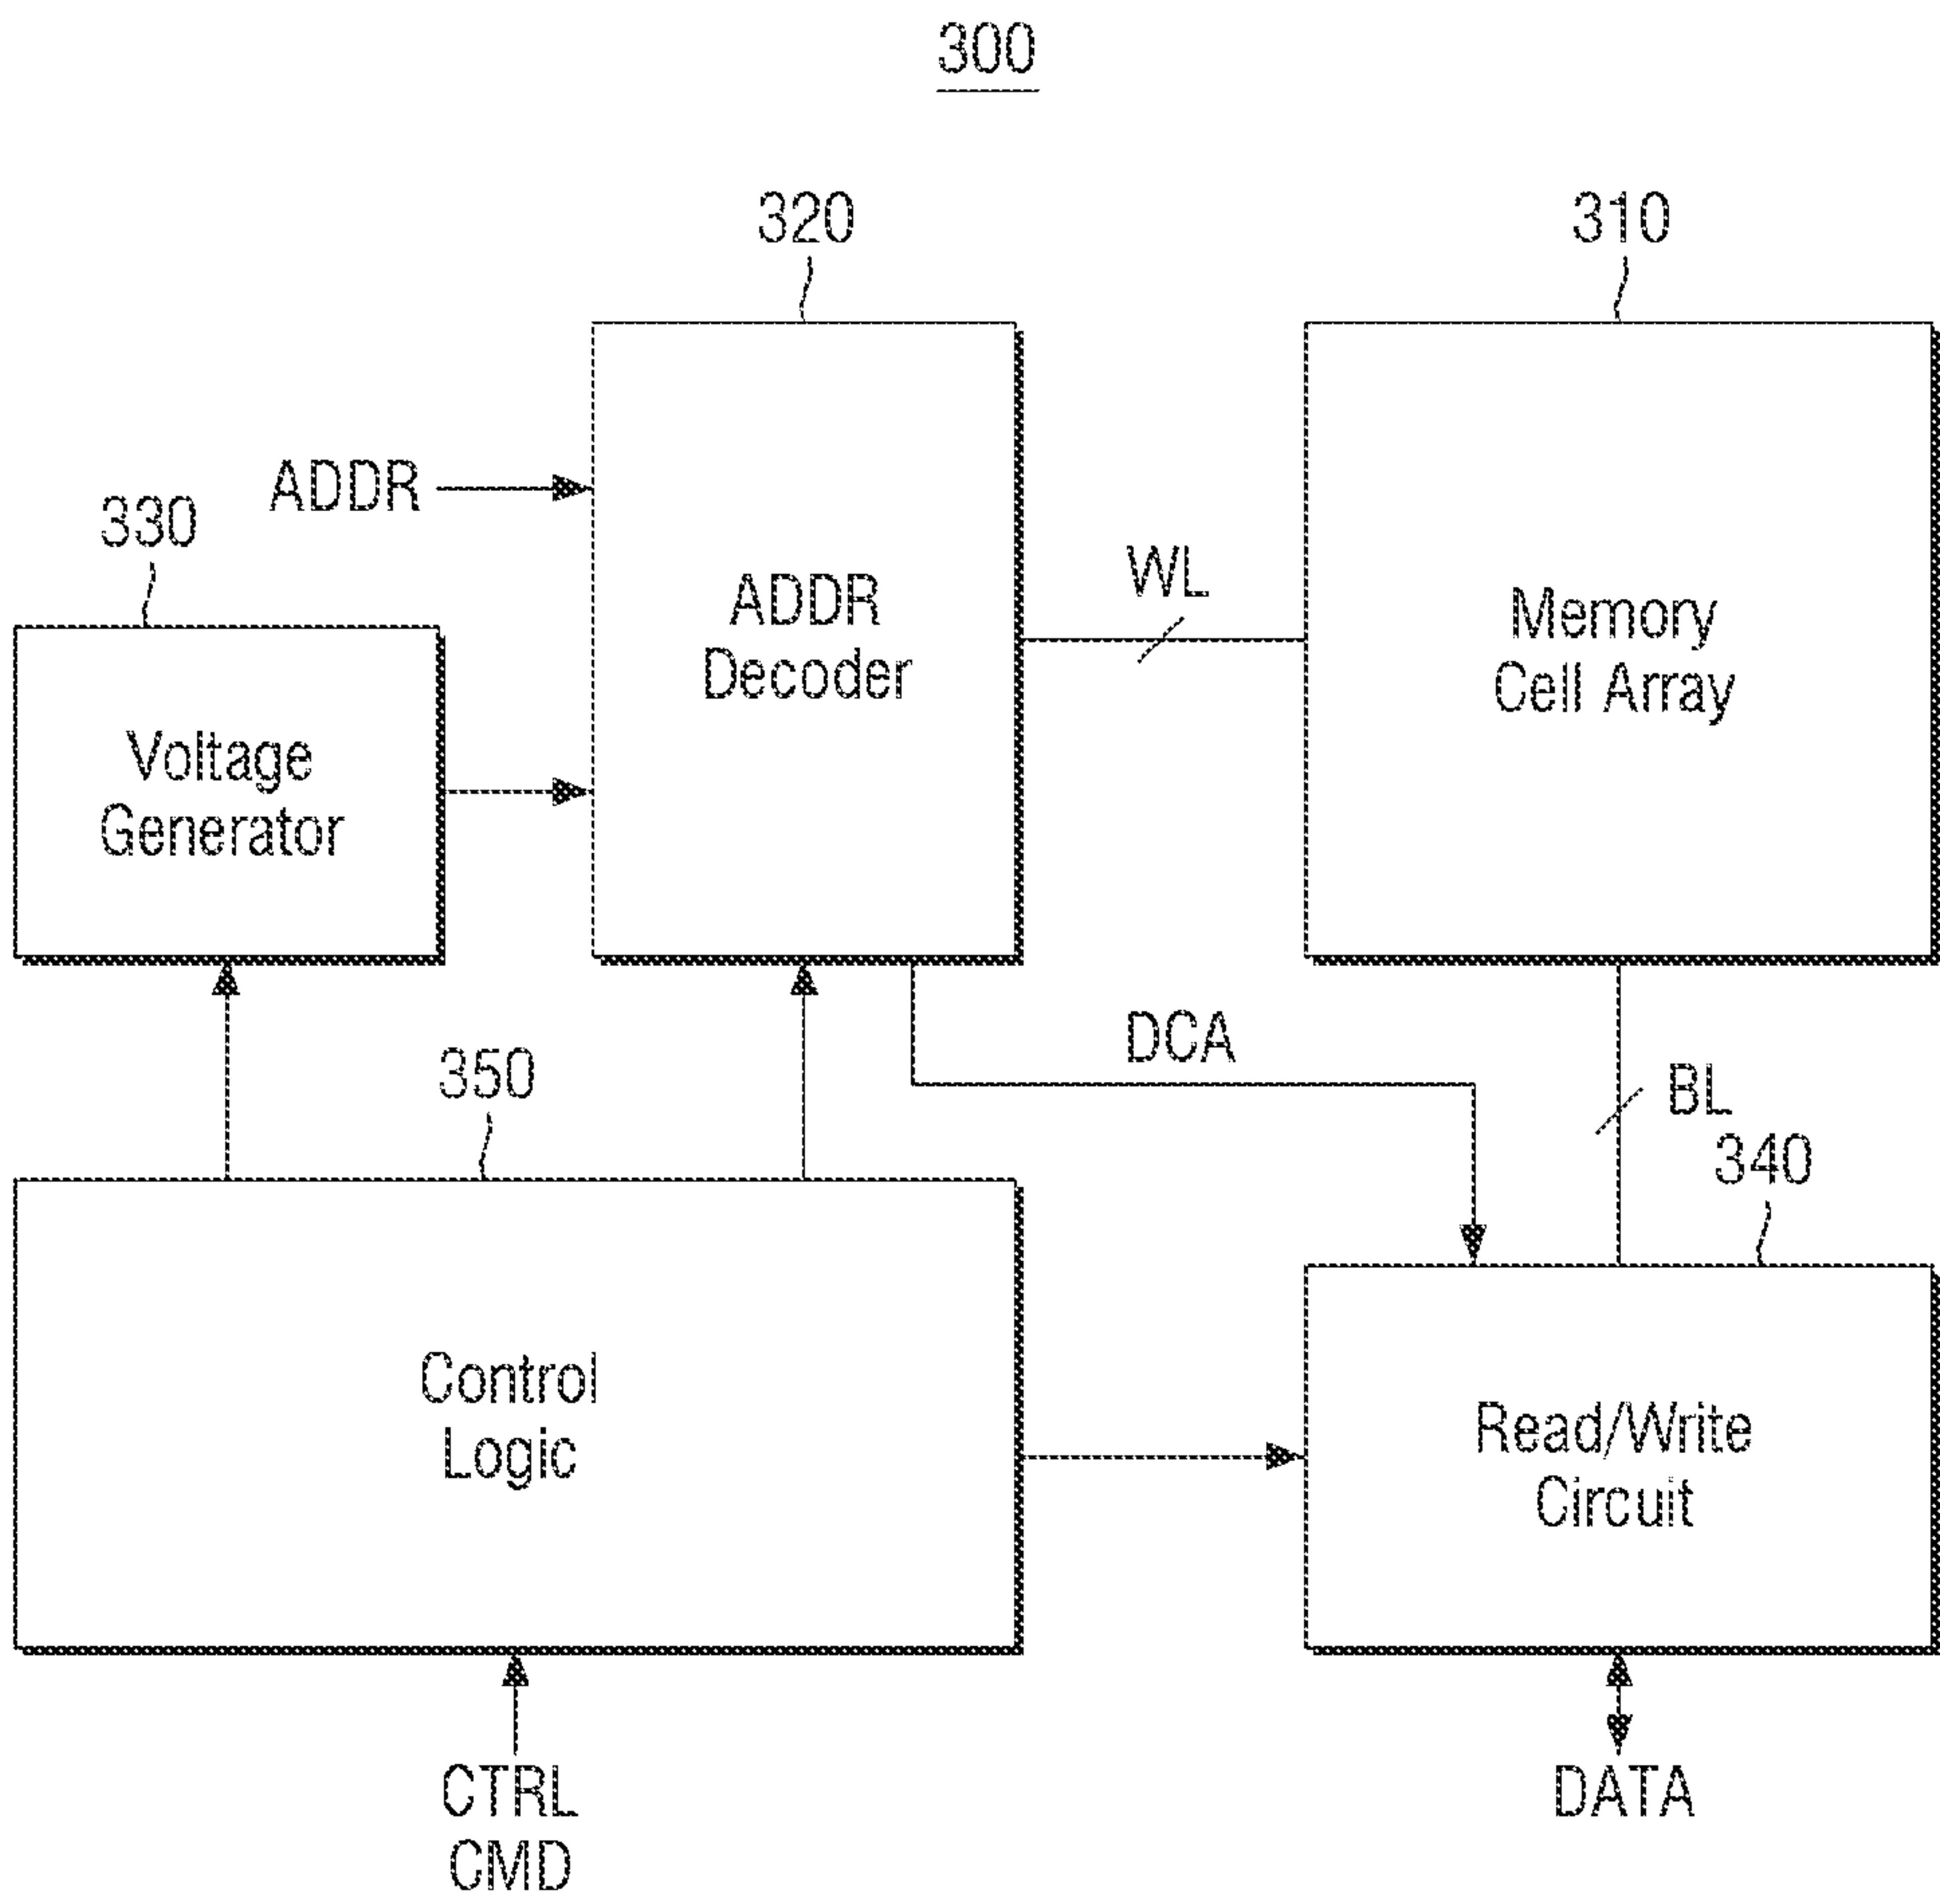 300
320
310
ADDR
330
WL
ADDR
Decoder
Memory
Cell Array
Voltage
Generator
DCA
350
BL
340
Control
Logic
Read/Write
Circuit
CTRL
CMD
DATA